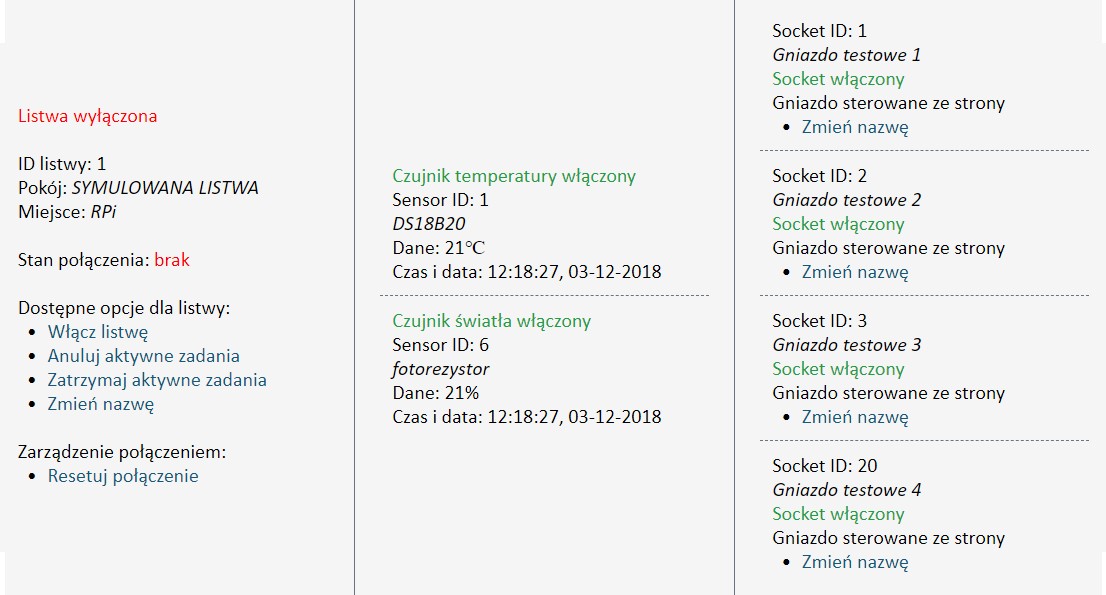 Listwa wyłączona
ID listwy: 1
Pokój: SYMULOWANA LISTWA
Miejsce: RPi
Stan połączenia: brak
Dostępne opcje dla listwy:
• Włącz listwę
• Anuluj aktywne zadania
• Zatrzymaj aktywne zadania
• Zmień nazwę
Zarządzenie połączeniem:
• Resetuj połączenie
Czujnik temperatury włączony
Sensor ID: 1
DS18B20
Dane: 21°C
Czas i data: 12:18:27, 03-12-2018
Czujnik światła włączony
Sensor ID: 6
fotorezystor
Dane: 21%
Czas i data: 12:18:27, 03-12-2018
Socket ID: 1
Gniazdo testowe 1
Socket włączony
Gniazdo sterowane ze strony
• Zmień nazwę
Socket ID: 2
Gniazdo testowe 2
Socket włączony
Gniazdo sterowane ze strony
• Zmień nazwę
Socket ID: 3
Gniazdo testowe 3
Socket włączony
Gniazdo sterowane ze strony
• Zmień nazwę
Socket ID: 20
Gniazdo testowe 4
Socket włączony
Gniazdo sterowane ze strony
• Zmień nazwę